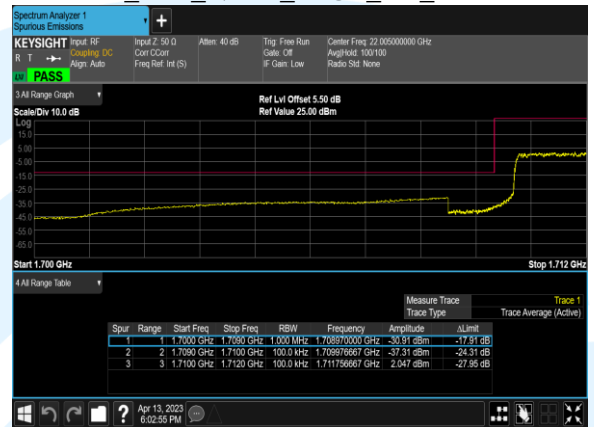 Spectrum Analyzer 1
Spurious Emissions
+
KEYSIGHT Input: RF Input Z: 50 Ω Atten: 40 dB Trig: Free Run Center Freq: 22.005000000 GHz
R T Coupling: DC Corr CCorr Gate: Off Avg|Hold: 100/100
Align: Auto Freq Ref: Int (S) IF Gain: Low Radio Std: None
LV PASS
3 All Range Graph
Ref Lvl Offset 5.50 dB
Scale/Div 10.0 dB Ref Value 25.00 dBm
Log
15.0
5.00
-5.00
-15.0
-25.0
-35.0
-45.0
-55.0
-65.0
Start 1.700 GHz Stop 1.712 GHz
4 All Range Table
Measure Trace Trace 1
Trace Type Trace Average (Active)
Spur Range Start Freq Stop Freq RBW Frequency Amplitude ΔLimit
1 1 1.7000 GHz 1.7090 GHz 1.000 MHz 1.708970000 GHz -30.91 dBm -17.91 dB
2 2 1.7090 GHz 1.7100 GHz 100.0 kHz 1.709976667 GHz -37.31 dBm -24.31 dB
3 3 1.7100 GHz 1.7120 GHz 100.0 kHz 1.711756667 GHz 2.047 dBm -27.95 dB
? Apr 13, 2023
6:02:55 PM